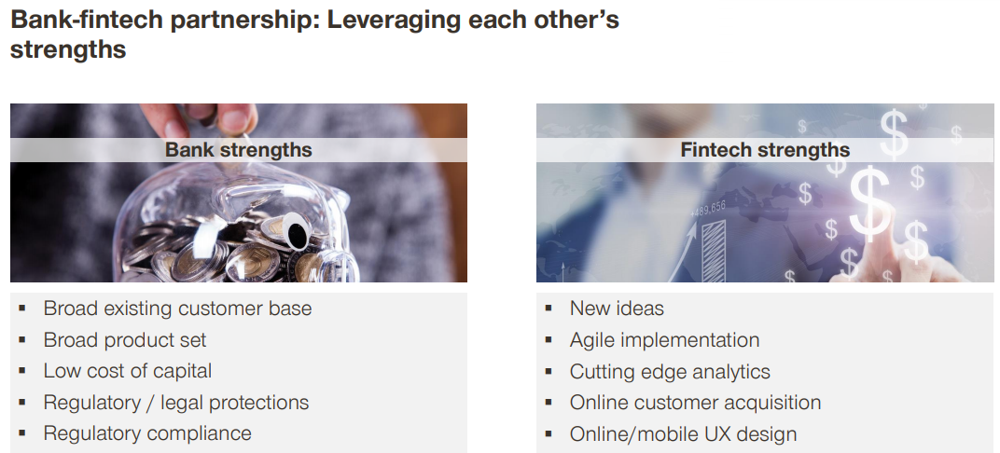 Bank-fintech partnership: Leveraging each other’s
strengths
Bank strengths
▪ Broad existing customer base
▪ Broad product set
▪ Low cost of capital
▪ Regulatory / legal protections
▪ Regulatory compliance
Fintech strengths
+489,656
$ $ $ $ $ $ $ $ $ $ $ $
▪ New ideas
▪ Agile implementation
▪ Cutting edge analytics
▪ Online customer acquisition
▪ Online/mobile UX design